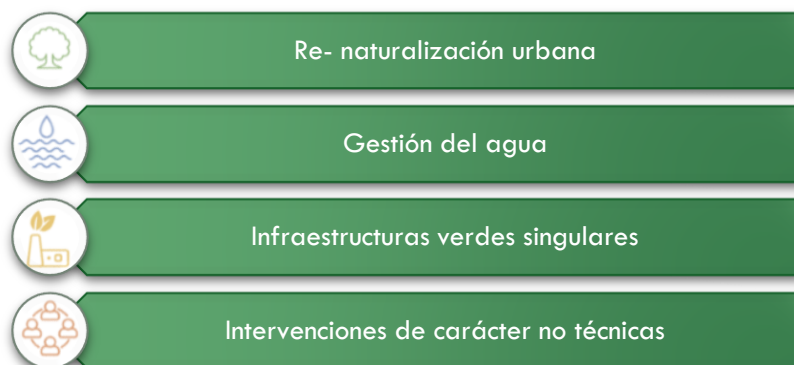 Re- naturalización urbana
Gestión del agua
Infraestructuras verdes singulares
Intervenciones de carácter no técnicas